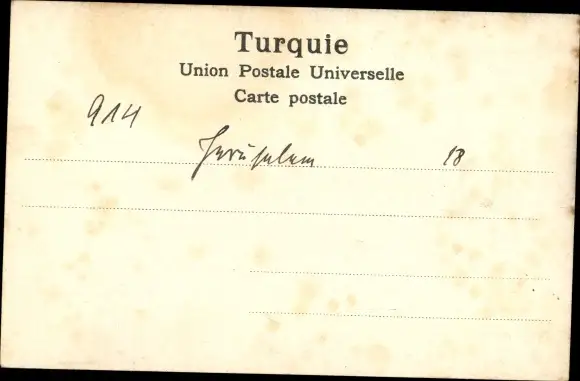 Turquie
Union Postale Universelle
Carte postale
914
Jerusalem 18